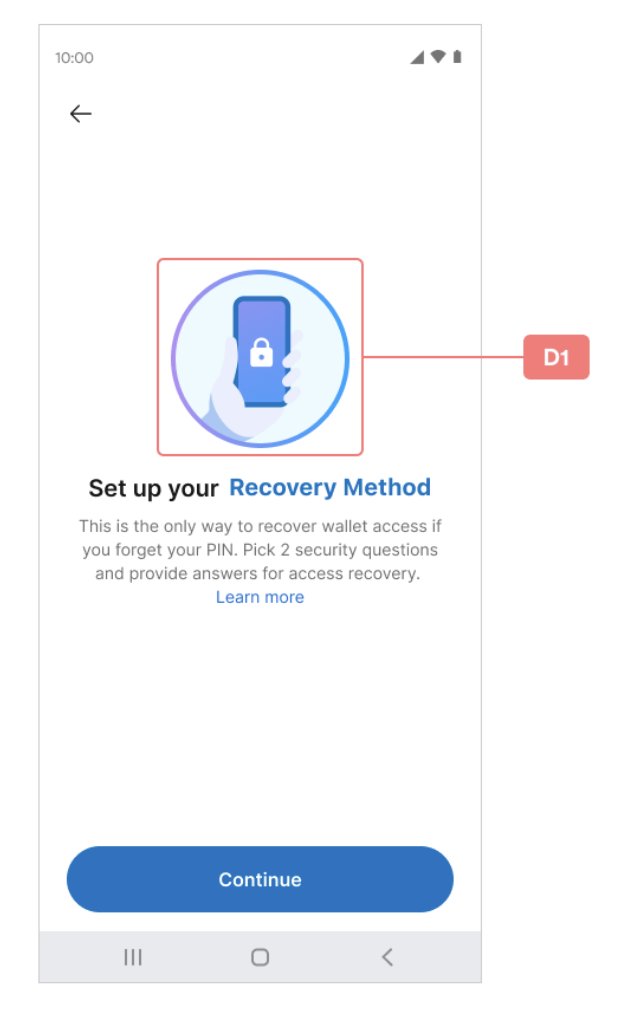 10:00
D1
Set up your Recovery Method
This is the only way to recover wallet access if
you forget your PIN. Pick 2 security questions
and provide answers for access recovery.
Learn more
Continue